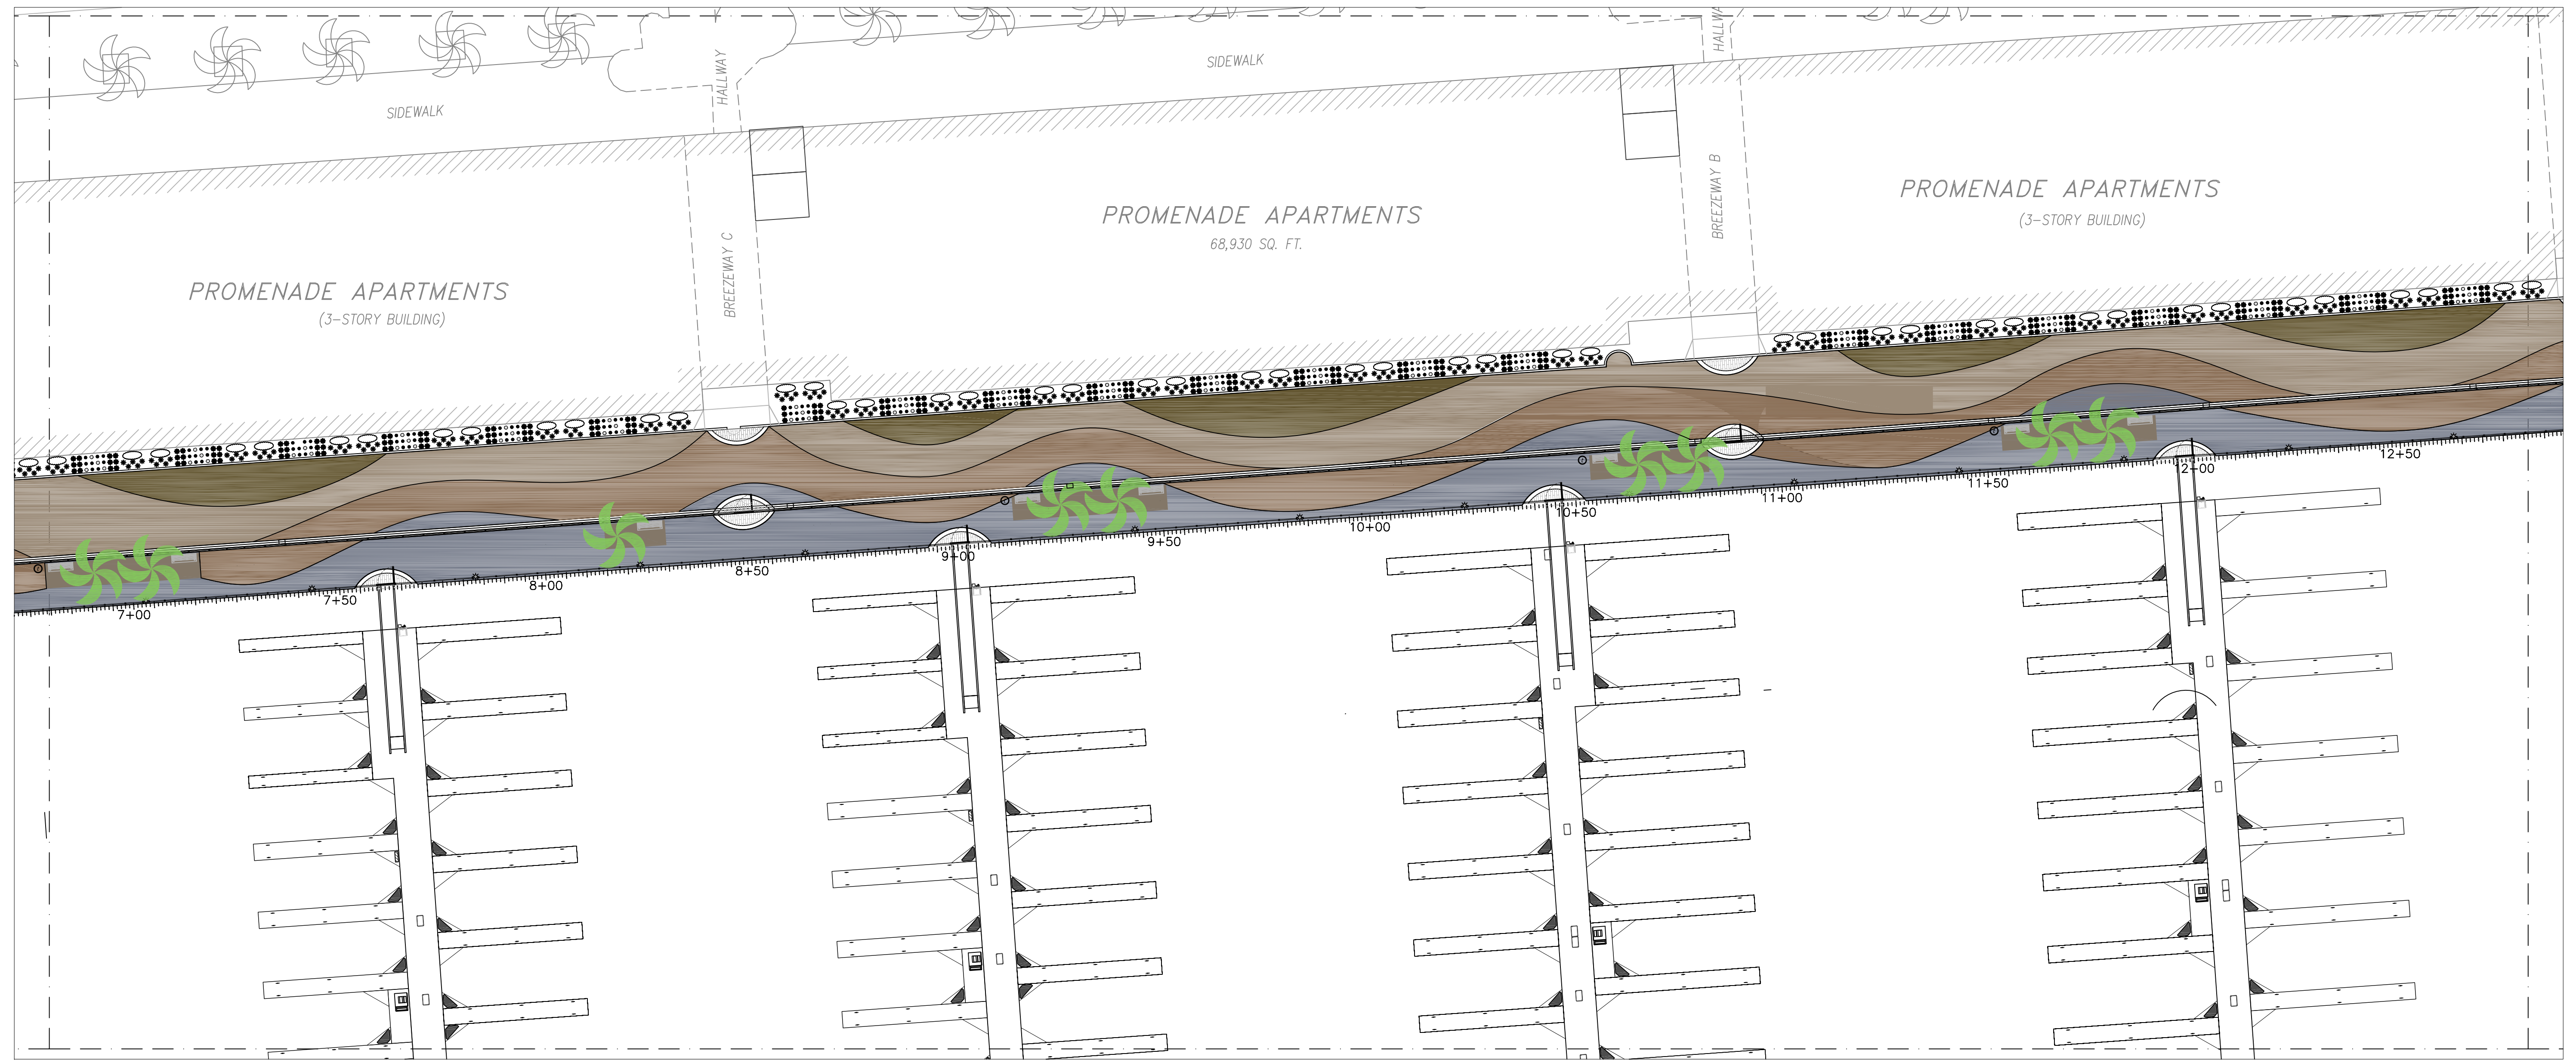 HALLWAY
SIDEWALK
SIDEWALK
PROMENADE APARTMENTS
(3-STORY BUILDING)
BREEZEWAY C
PROMENADE APARTMENTS
68,930 SQ. FT.
BREEZEWAY B
PROMENADE APARTMENTS
(3-STORY BUILDING)
7+00
7+50
8+00
8+50
9+00
9+50
10+00
10+50
11+00
11+50
12+00
12+50